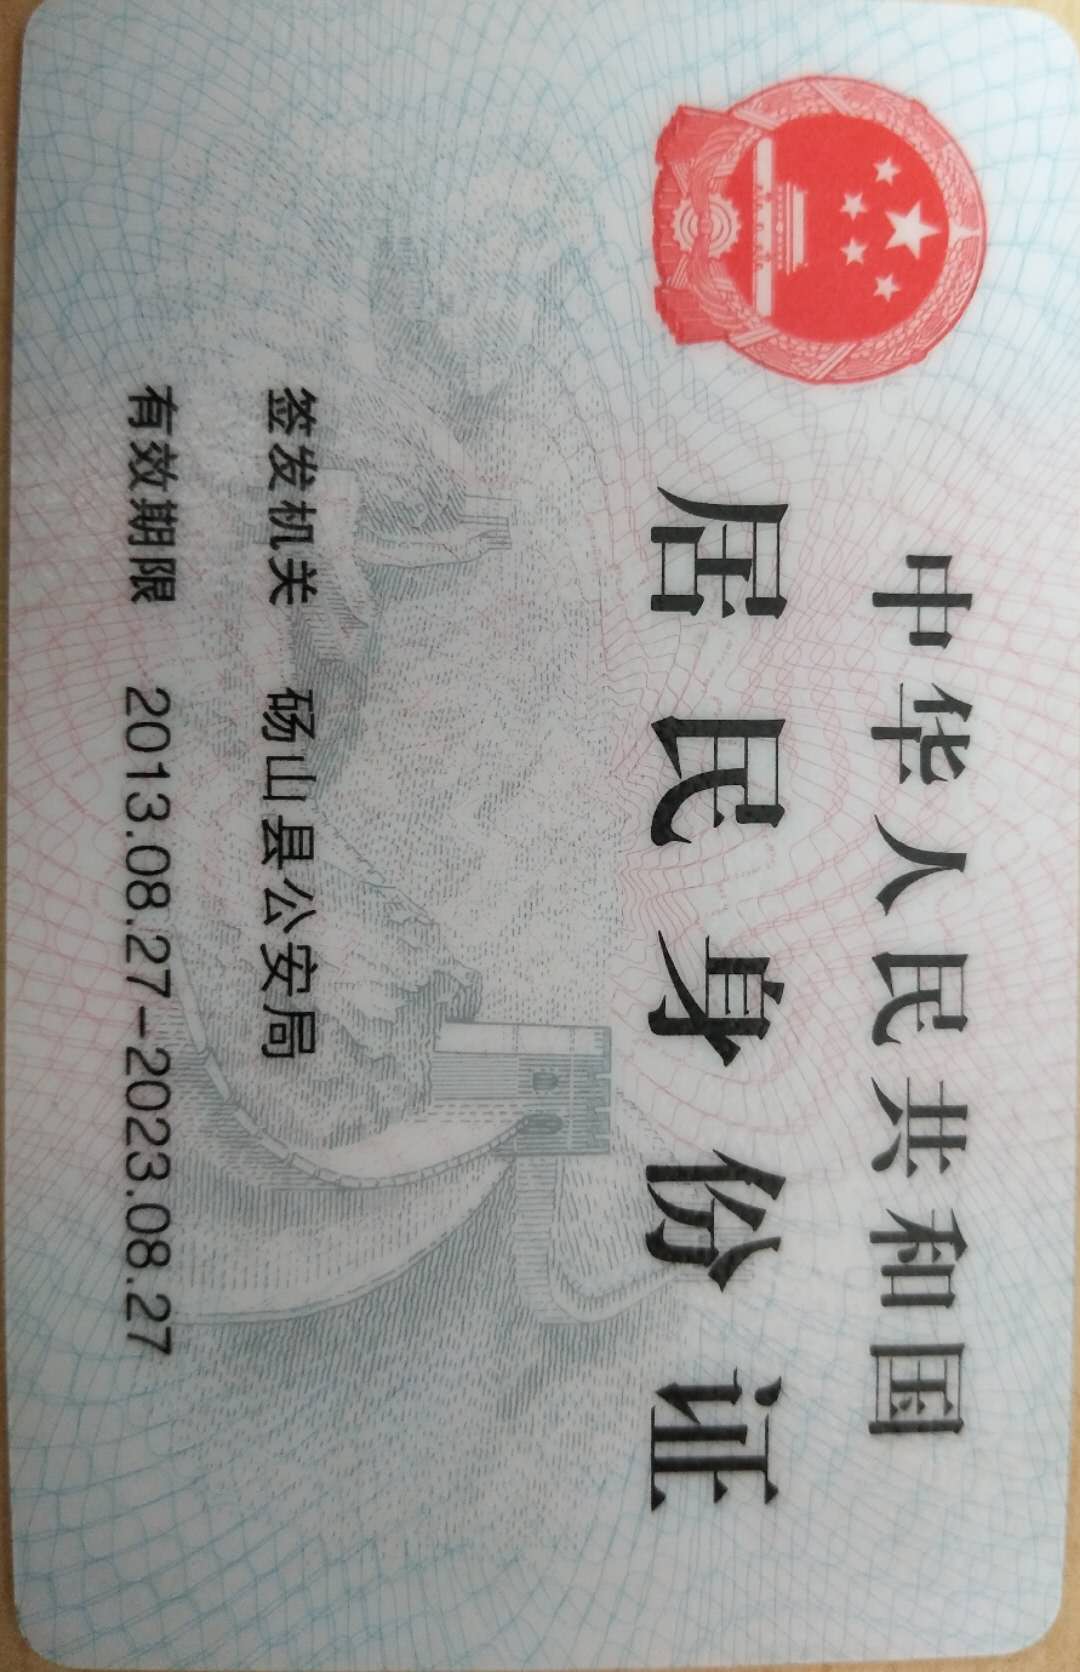 中华人民共和国
居民身份证
签发机关 砀山县公安局
有效期限 2013.08.27-2023.08.27